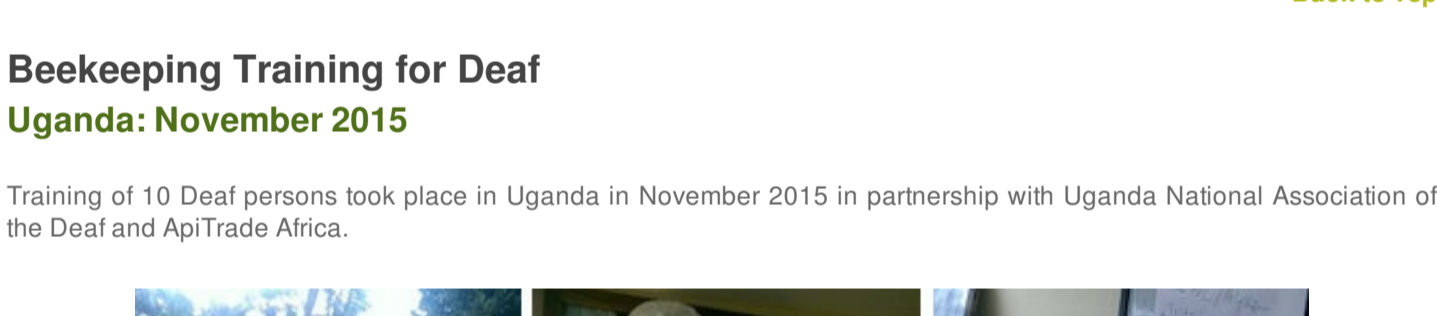 Beekeeping Training for Deaf
Uganda: November 2015
Training of 10 Deaf persons took place in Uganda in November 2015 in partnership with Uganda National Association of
the Deaf and ApiTrade Africa.